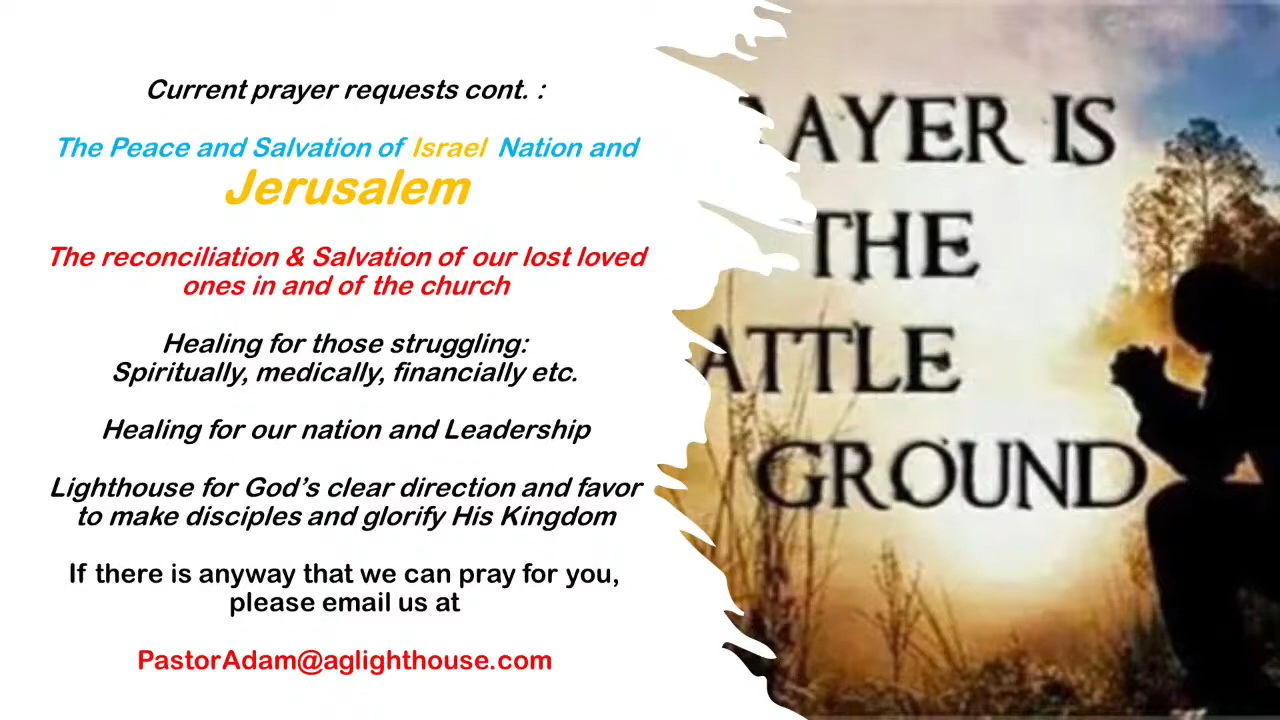 Current prayer requests cont. :
The Peace and Salvation of Israel Nation and
Jerusalem
The reconciliation & Salvation of our lost loved
ones in and of the church
Healing for those struggling:
Spiritually, medically, financially etc.
Healing for our nation and Leadership
Lighthouse for God's clear direction and favor
to make disciples and glorify His Kingdom
If there is anyway that we can pray for you,
please email us at
PastorAdam@aglighthouse.com
RAYER IS
THE
ATTLE
GROUND